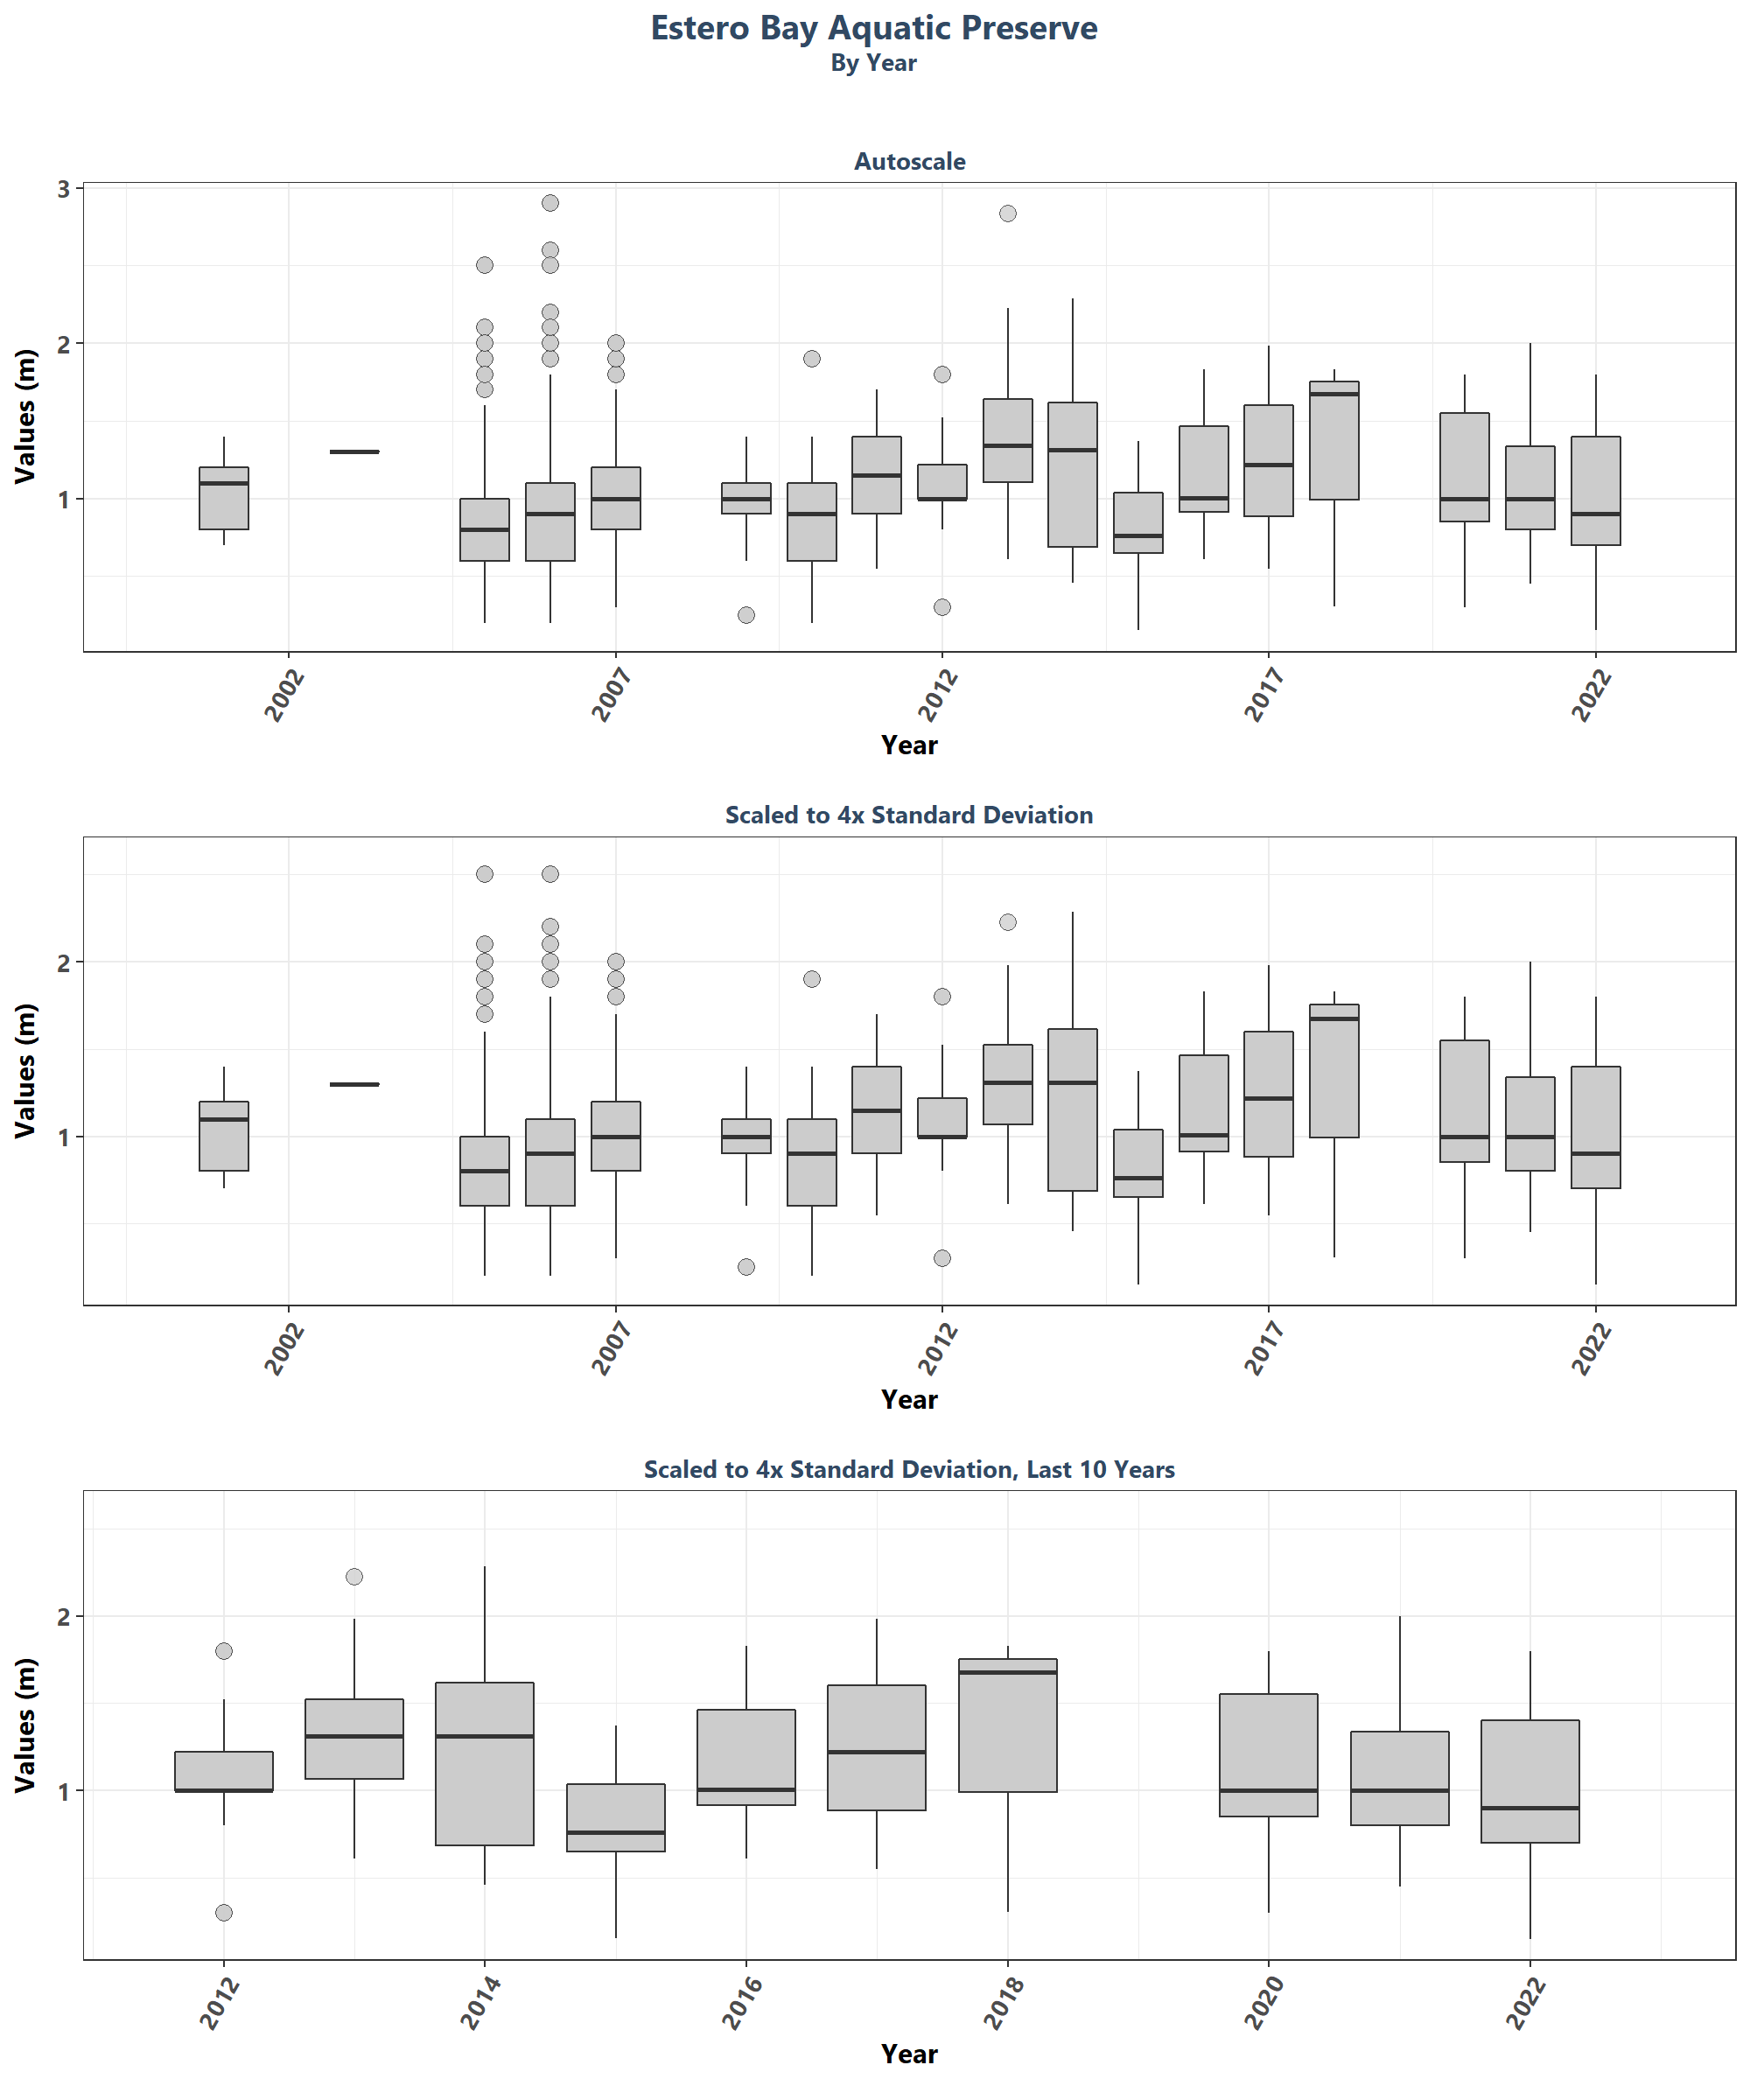 Estero Bay Aquatic Preserve
By Year
Autoscale
Values (m)
3
2
1
2002
2007
2012
2017
2022
Year
Scaled to 4x Standard Deviation
Values (m)
2
1
2002
2007
2012
2017
2022
Year
Scaled to 4x Standard Deviation, Last 10 Years
Values (m)
2
1
2012
2014
2016
2018
2020
2022
Year